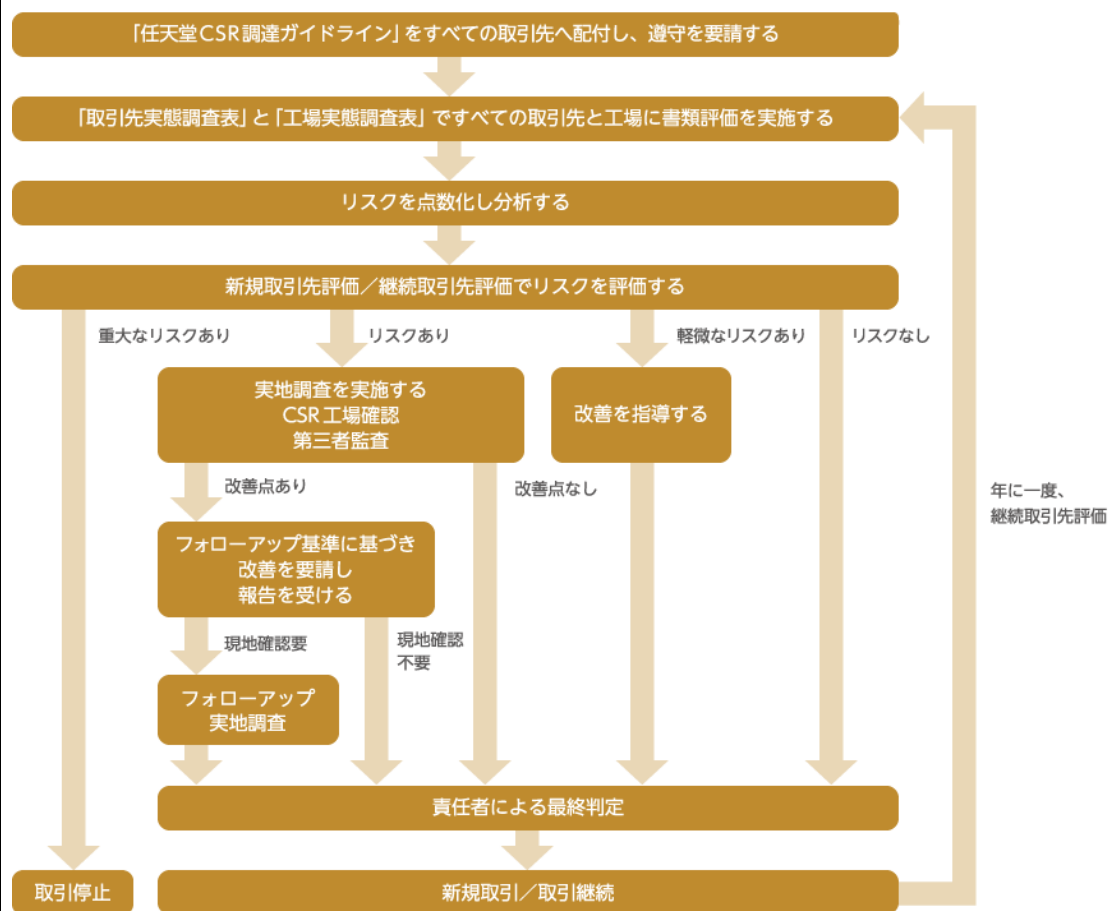 「任天堂CSR調達ガイドライン」をすべての取引先へ配付し、遵守を要請する
「取引先実態調査表」と「工場実態調査表」ですべての取引先と工場に書類評価を実施する
リスクを点数化し分析する
新規取引先評価／継続取引先評価でリスクを評価する
重大なリスクあり
リスクあり
軽微なリスクあり
リスクなし
実地調査を実施する
CSR工場確認
第三者監査
改善を指導する
改善点あり
改善点なし
年に一度、
継続取引先評価
フォローアップ基準に基づき
改善を要請し
報告を受ける
現地確認要
現地確認
不要
フォローアップ
実地調査
責任者による最終判定
取引停止
新規取引／取引継続